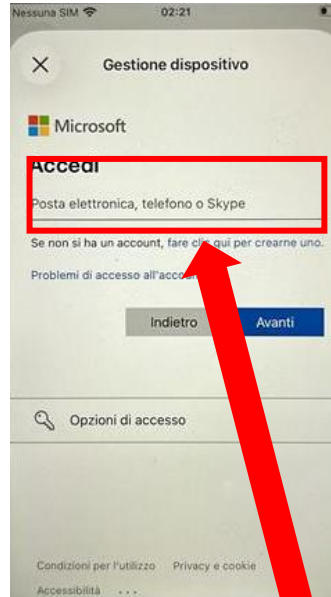 Nessuna SIM 02:21
Gestione dispositivo
Microsoft
Accedi
Posta elettronica, telefono o Skype
Se non si ha un account, fare clic qui per crearne uno.
Problemi di accesso all'account
Indietro Avanti
Opzioni di accesso
Condizioni per l'utilizzo Privacy e cookie
Accessibilità ...